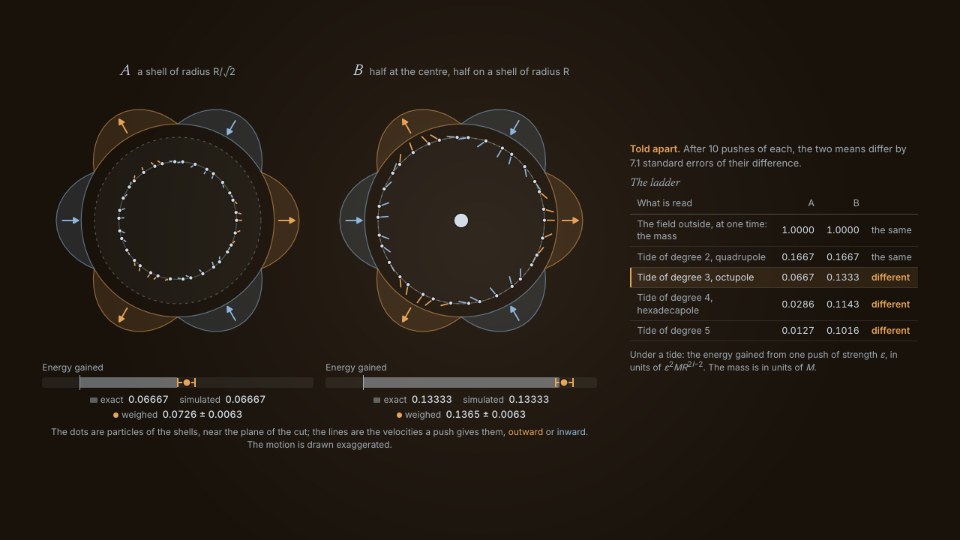 A a shell of radius R/√2
B half at the centre, half on a shell of radius R
Energy gained
exact 0.06667 simulated 0.06667
weighed 0.0726 ± 0.0063
Energy gained
exact 0.13333 simulated 0.13333
weighed 0.1365 ± 0.0063
The dots are particles of the shells, near the plane of the cut; the lines are the velocities a push gives them, outward or inward.
The motion is drawn exaggerated.
Told apart. After 10 pushes of each, the two means differ by
7.1 standard errors of their difference.
The ladder
What is read A B
The field outside, at one time:
the mass 1.0000 1.0000 the same
Tide of degree 2, quadrupole 0.1667 0.1667 the same
Tide of degree 3, octupole 0.0667 0.1333 different
Tide of degree 4,
hexadecapole 0.0286 0.1143 different
Tide of degree 5 0.0127 0.1016 different
Under a tide: the energy gained from one push of strength ε, in
units of ε²MR²ˡ⁻². The mass is in units of M.